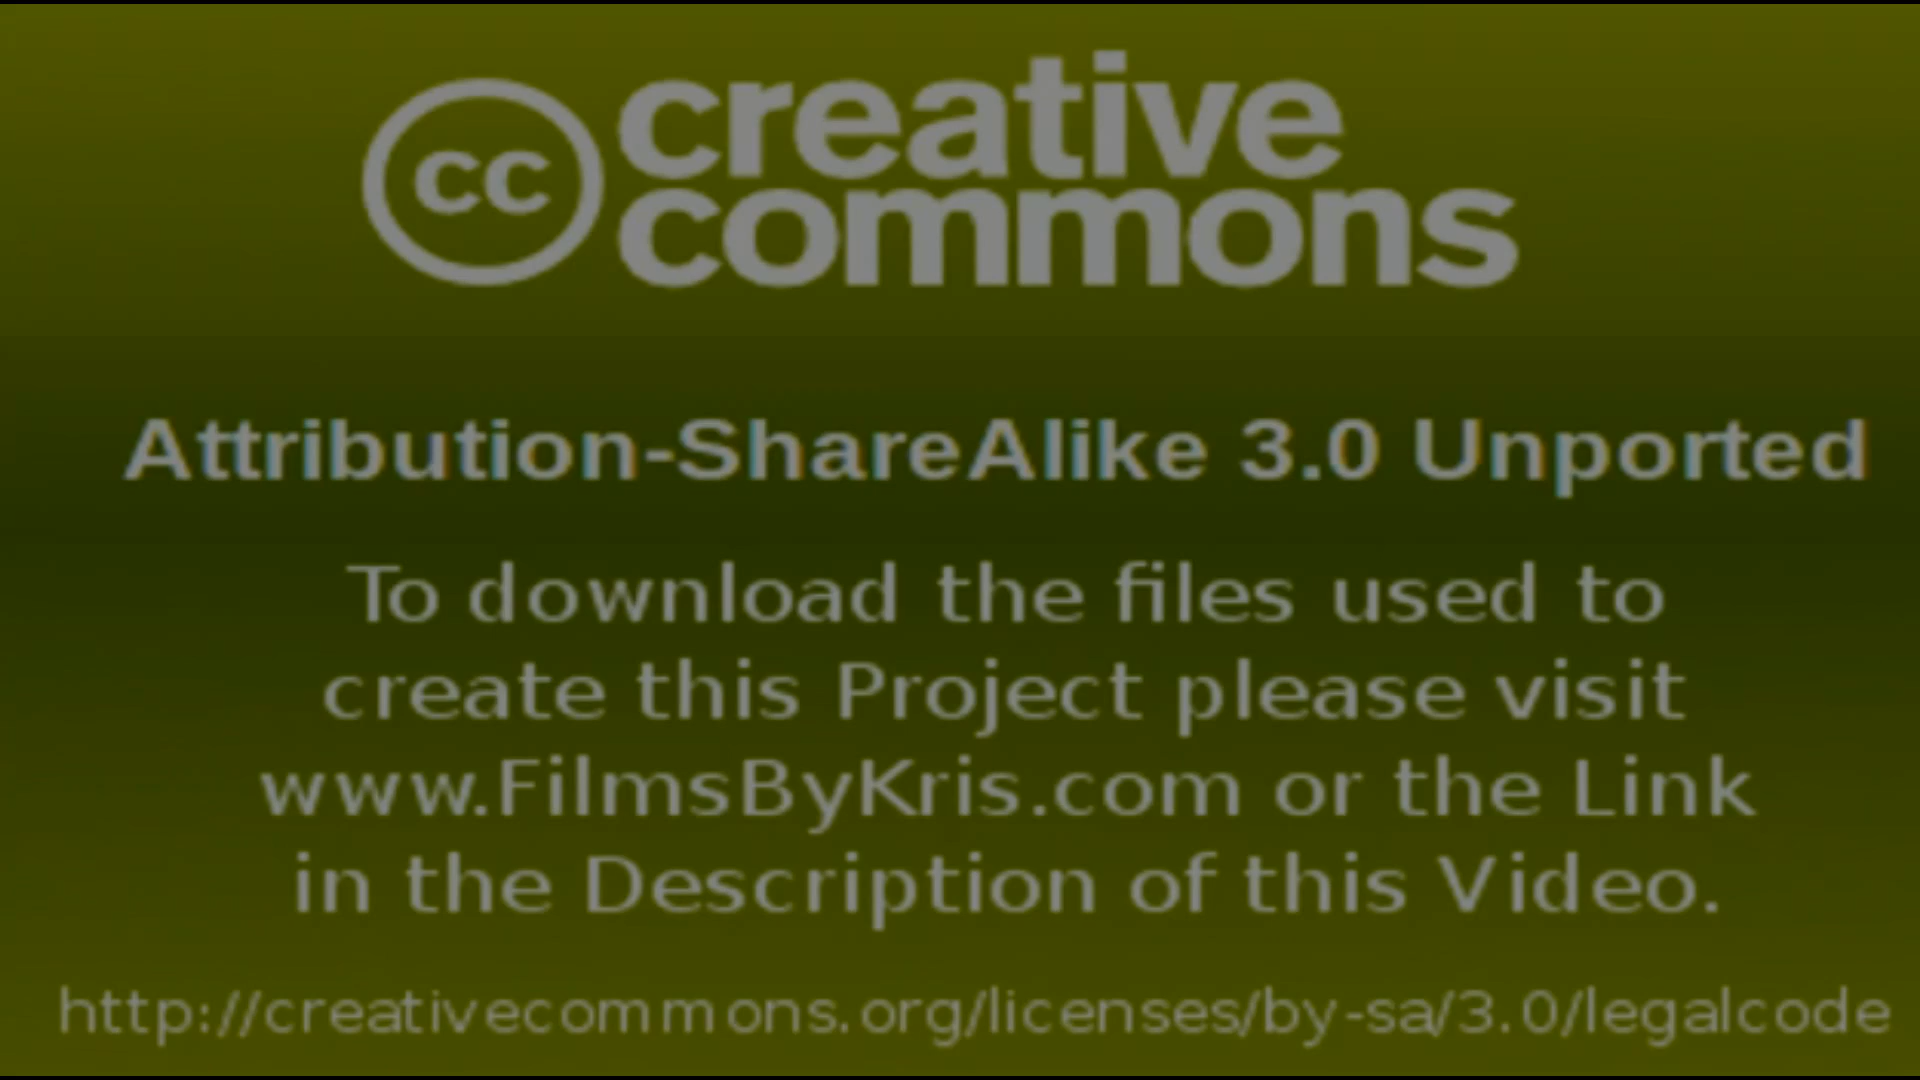 cc creative
commons
Attribution-ShareAlike 3.0 Unported
To download the files used to
create this Project please visit
www.FilmsByKris.com or the Link
in the Description of this Video.
http://creativecommons.org/licenses/by-sa/3.0/legalcode